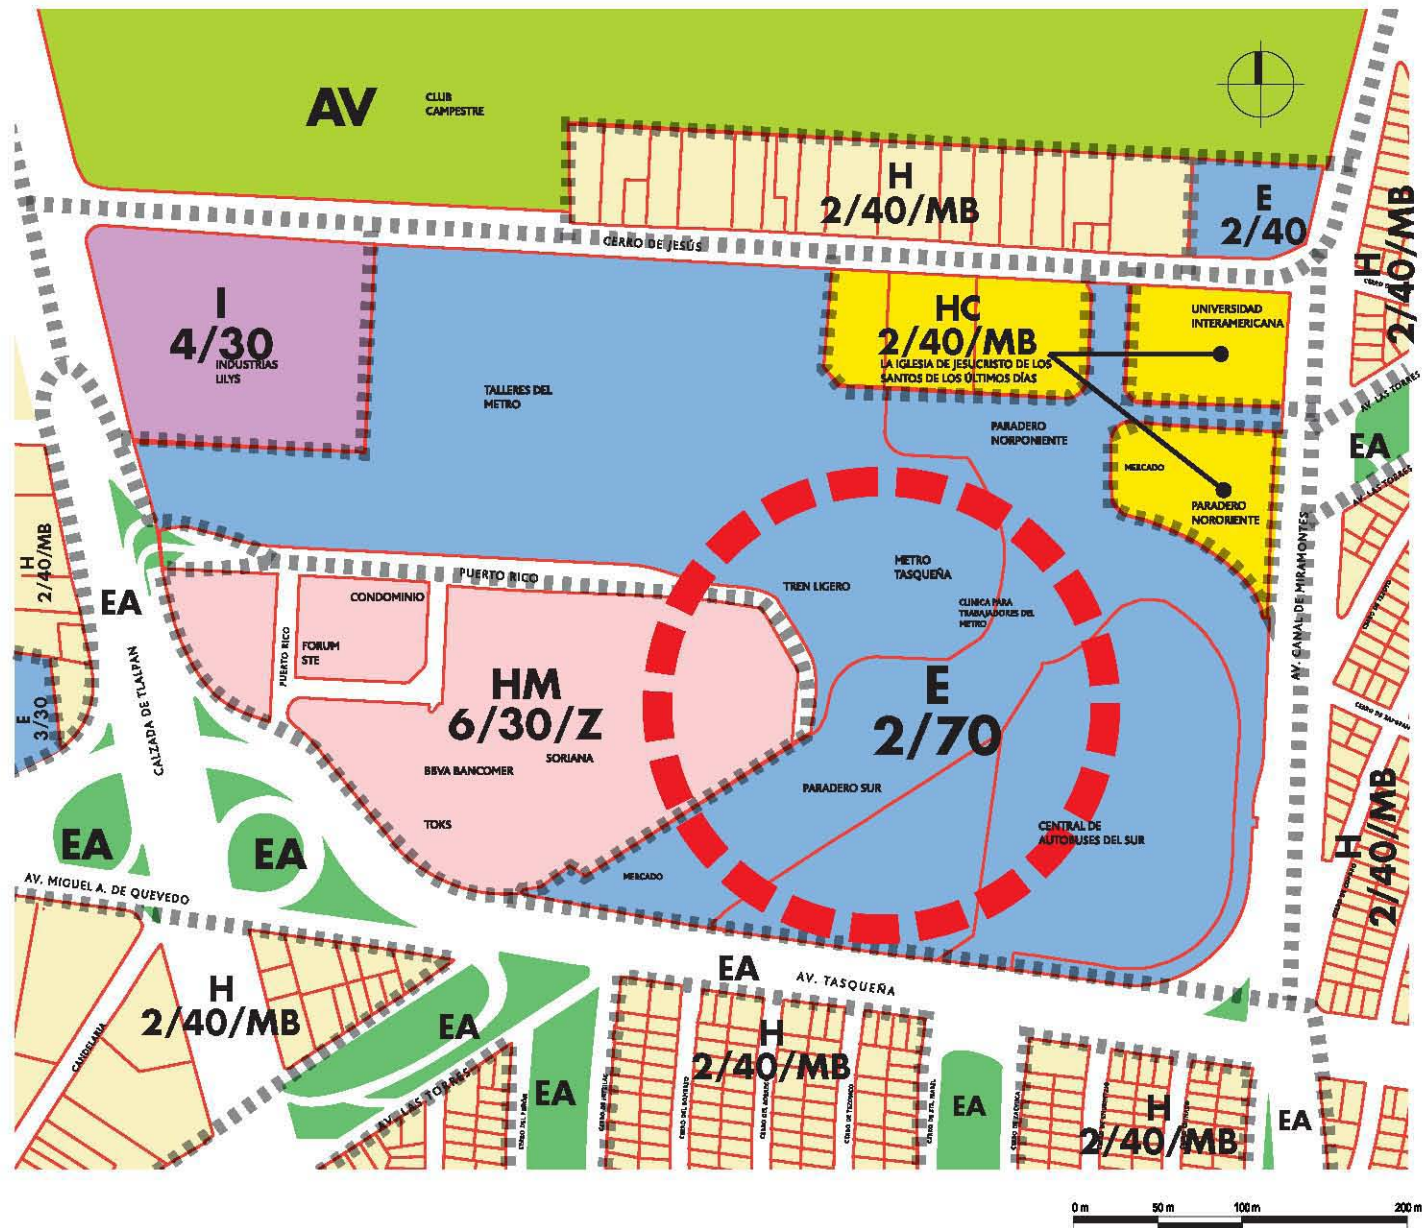 AV
CLUB
CAMPESTRE
H
2/40/MB
E
2/40
H
2/40/MB
CERRO DE JESÚS
I
4/30
INDUSTRIAS
LILYS
TALLERES DEL
METRO
HC
2/40/MB
LA IGLESIA DE JESUCRISTO DE LOS
SANTOS DE LOS ÚLTIMOS DÍAS
UNIVERSIDAD
INTERAMERICANA
AV. LAS TORRES
EA
AV. LAS TORRES
PARADERO
NORPONIENTE
MERCADO
PARADERO
NORORIENTE
AV. CANAL DE MIRAMONTES
H
2/40/MB
EA
E
3/30
CALZADA DE TLALPAN
PUERTO RICO
CONDOMINIO
FORUM
STE
PUERTO RICO
HM
6/30/Z
SORIANA
BBVA BANCOMER
TOKS
TREN LIGERO
METRO
TASQUEÑA
CLINICA PARA
TRABAJADORES DEL
METRO
E
2/70
PARADERO SUR
CENTRAL DE
AUTOBUSES DEL SUR
MERCADO
H
2/40/MB
EA
EA
AV. MIGUEL A. DE QUEVEDO
H
2/40/MB
CANDELARIA
EA
AV. LAS TORRES
EA
EA
AV. TASQUEÑA
H
2/40/MB
EA
H
2/40/MB
EA
0 m
50 m
100 m
200 m